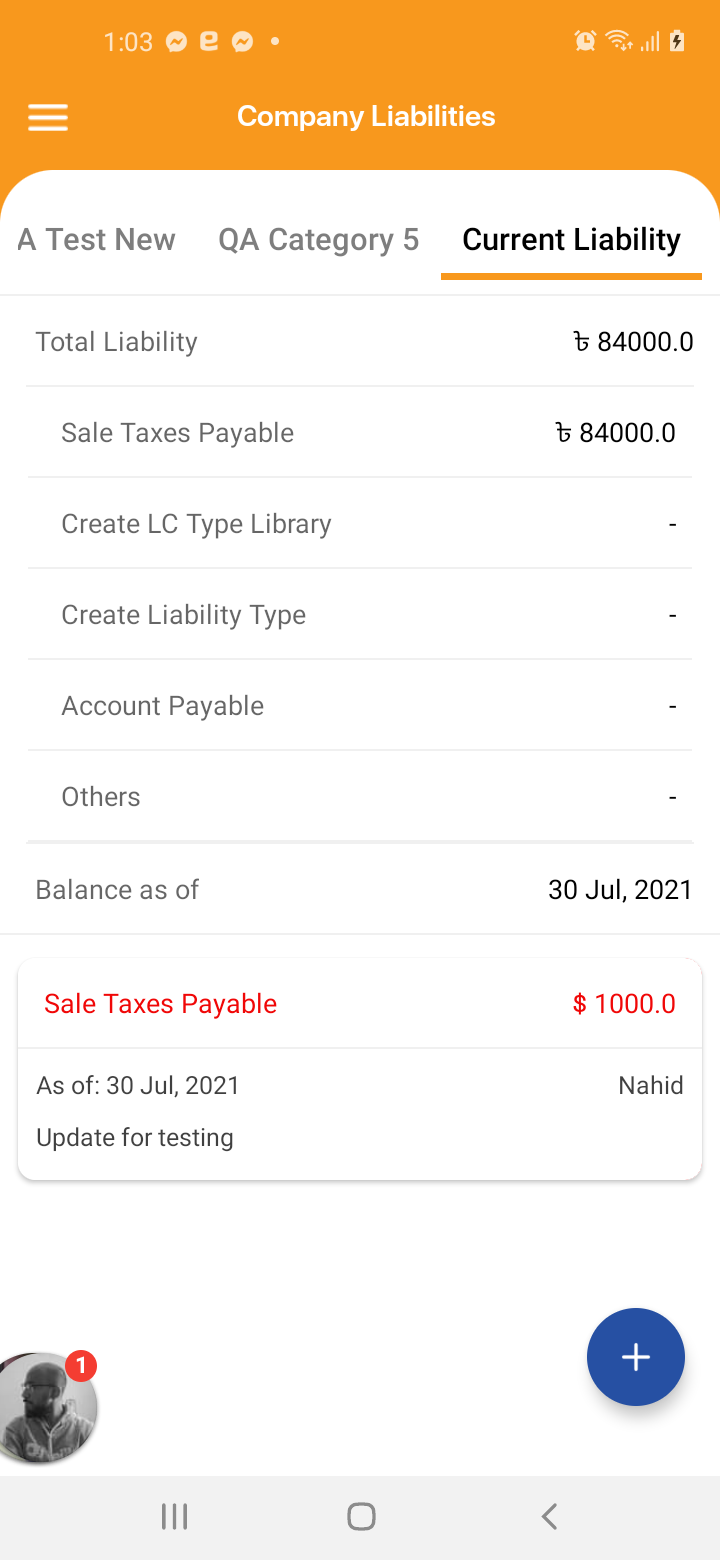 1:03
Company Liabilities
A Test New QA Category 5 Current Liability
Total Liability ৳ 84000.0
Sale Taxes Payable ৳ 84000.0
Create LC Type Library -
Create Liability Type -
Account Payable -
Others -
Balance as of 30 Jul, 2021
Sale Taxes Payable $ 1000.0
As of: 30 Jul, 2021 Nahid
Update for testing
1